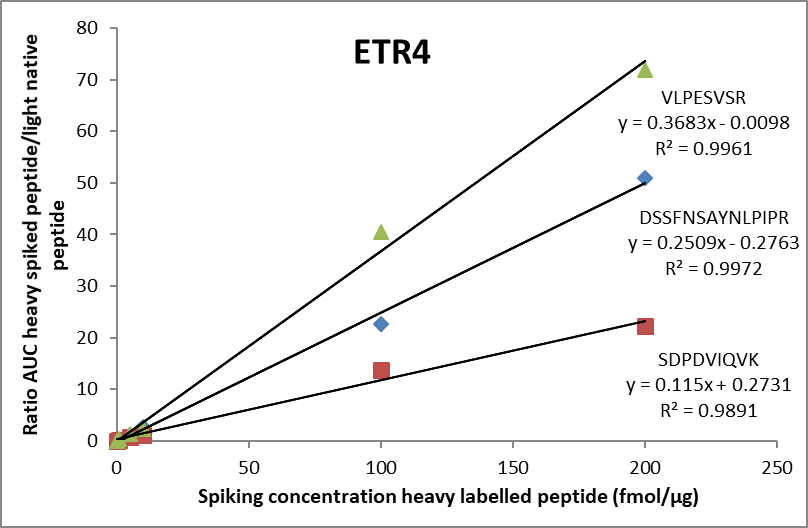 ETR4
Ratio AUC heavy spiked peptide/light native
peptide
80
70
60
50
40
30
20
10
0
VLPESVSR
y = 0.3683x - 0.0098
R² = 0.9961
DSSFNSAYNLPIPR
y = 0.2509x - 0.2763
R² = 0.9972
SDPDVIQVK
y = 0.115x + 0.2731
R² = 0.9891
0 50 100 150 200 250
Spiking concentration heavy labelled peptide (fmol/µg)